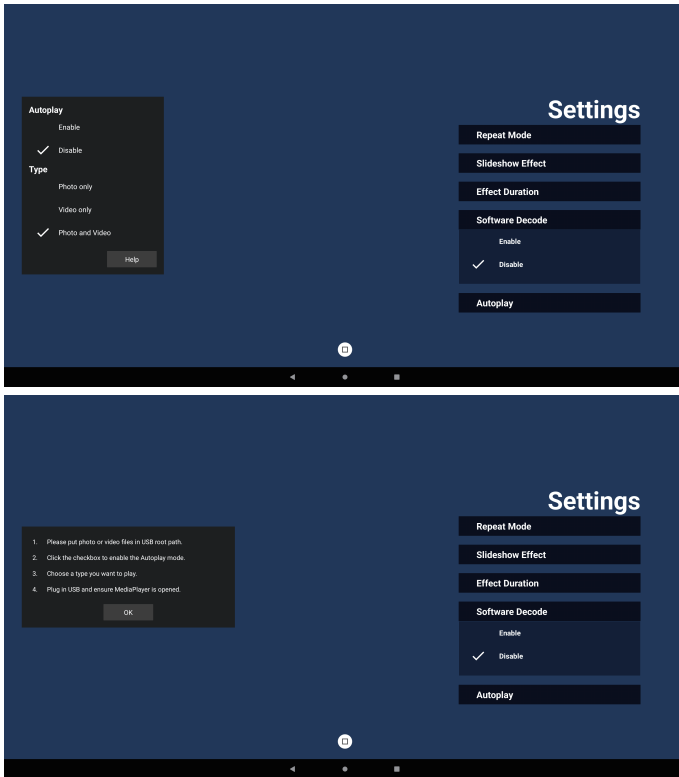 Settings
Autoplay
Enable
Disable
Type
Photo only
Video only
Photo and Video
Help
Repeat Mode
Slideshow Effect
Effect Duration
Software Decode
Enable
Disable
Autoplay
Settings
1. Please put photo or video files in USB root path.
2. Click the checkbox to enable the Autoplay mode.
3. Choose a type you want to play.
4. Plug in USB and ensure MediaPlayer is opened.
OK
Repeat Mode
Slideshow Effect
Effect Duration
Software Decode
Enable
Disable
Autoplay